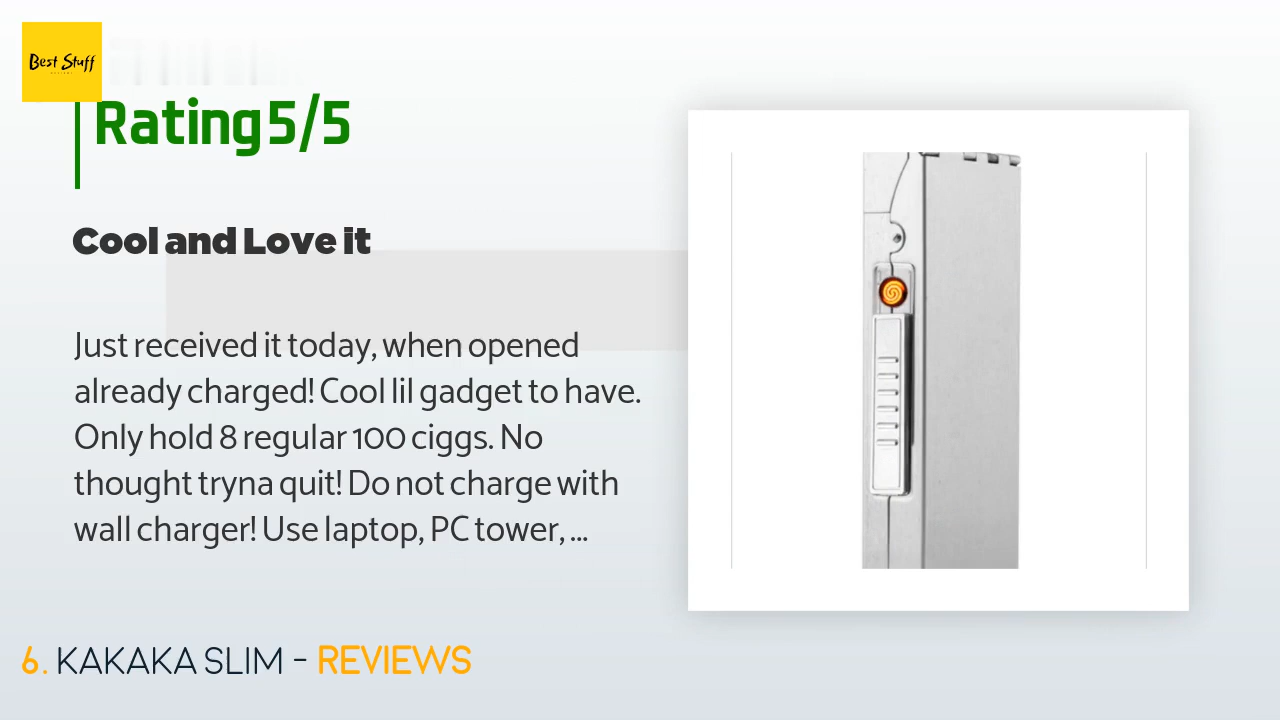 Best Stuff
Rating 5/5
Cool and Love it
Just received it today, when opened
already charged! Cool lil gadget to have.
Only hold 8 regular 100 ciggs. No
thought tryna quit! Do not charge with
wall charger! Use laptop, PC tower, ...
6. KAKAKA SLIM - REVIEWS